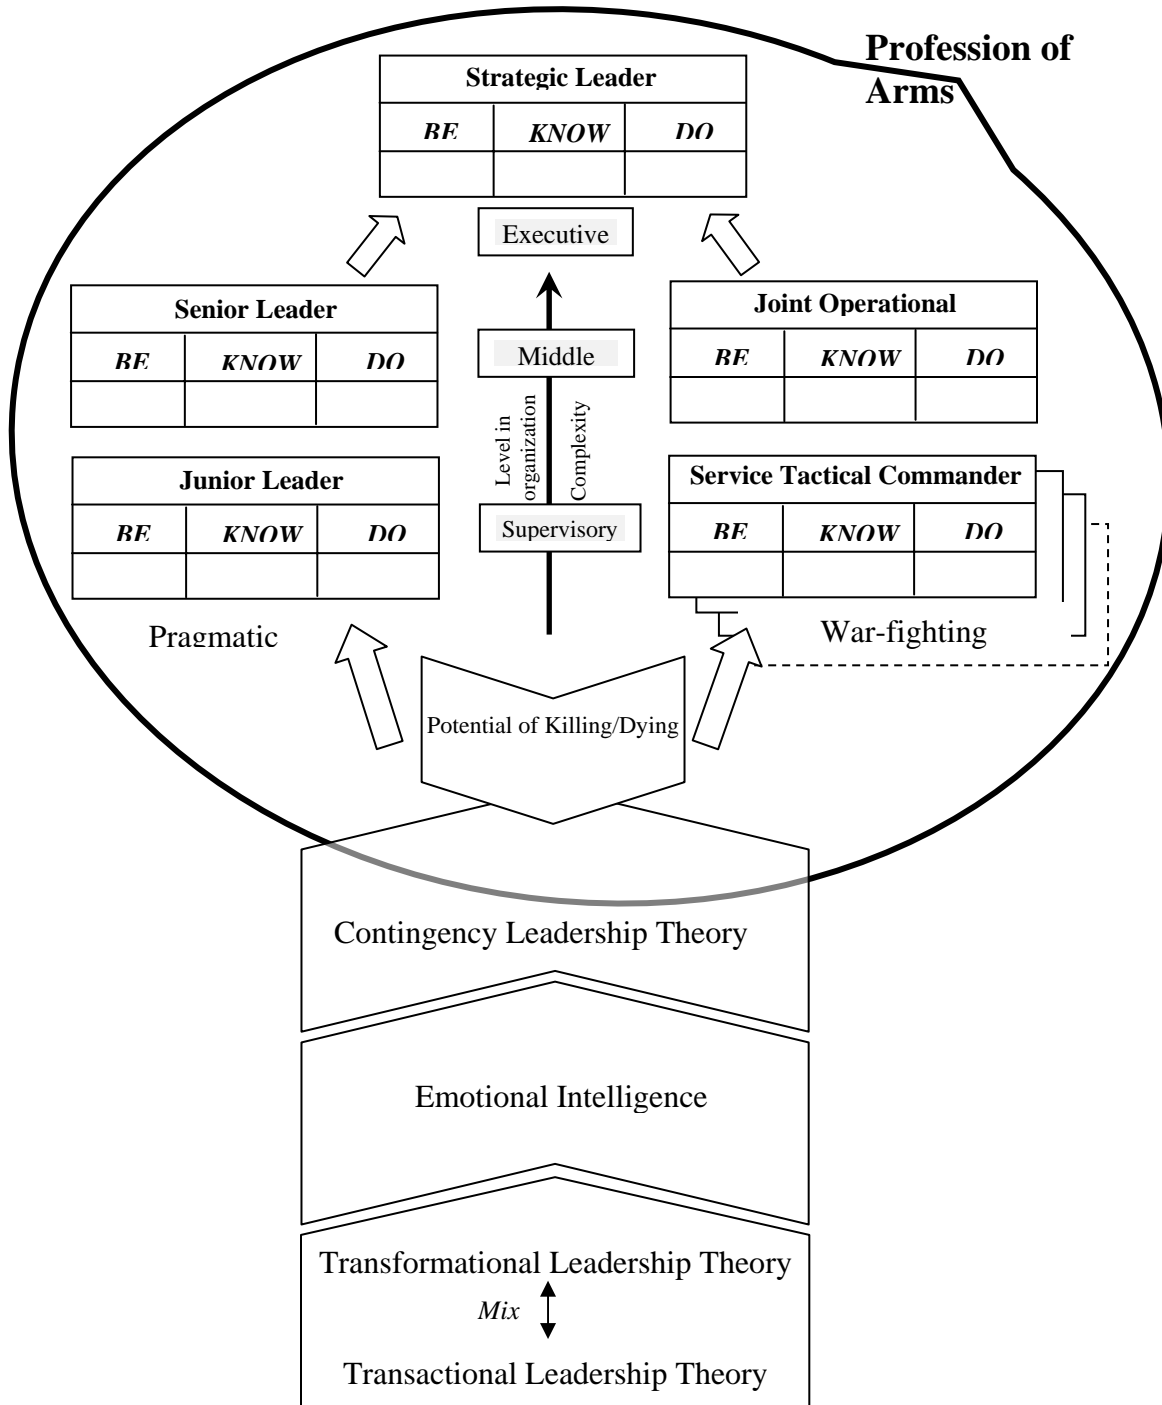 Profession of
Arms
Strategic Leader
BE KNOW DO
Executive
Senior Leader
BE KNOW DO
Joint Operational
BE KNOW DO
Middle
Level in
organization
Complexity
Junior Leader
BE KNOW DO
Service Tactical Commander
BE KNOW DO
Supervisory
Pragmatic
War-fighting
Potential of Killing/Dying
Contingency Leadership Theory
Emotional Intelligence
Transformational Leadership Theory
Mix
Transactional Leadership Theory